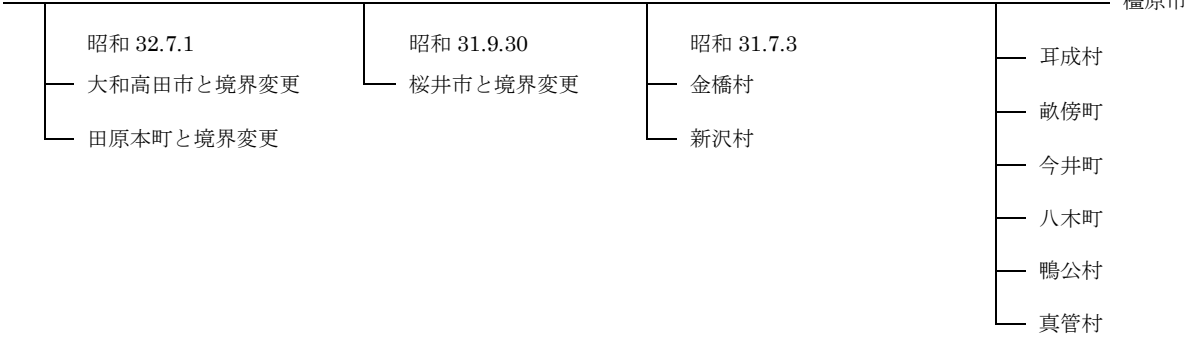 橿原市
昭和 32.7.1
大和高田市と境界変更
田原本町と境界変更
昭和 31.9.30
桜井市と境界変更
昭和 31.7.3
金橋村
新沢村
耳成村
畝傍町
今井町
八木町
鴨公村
真管村